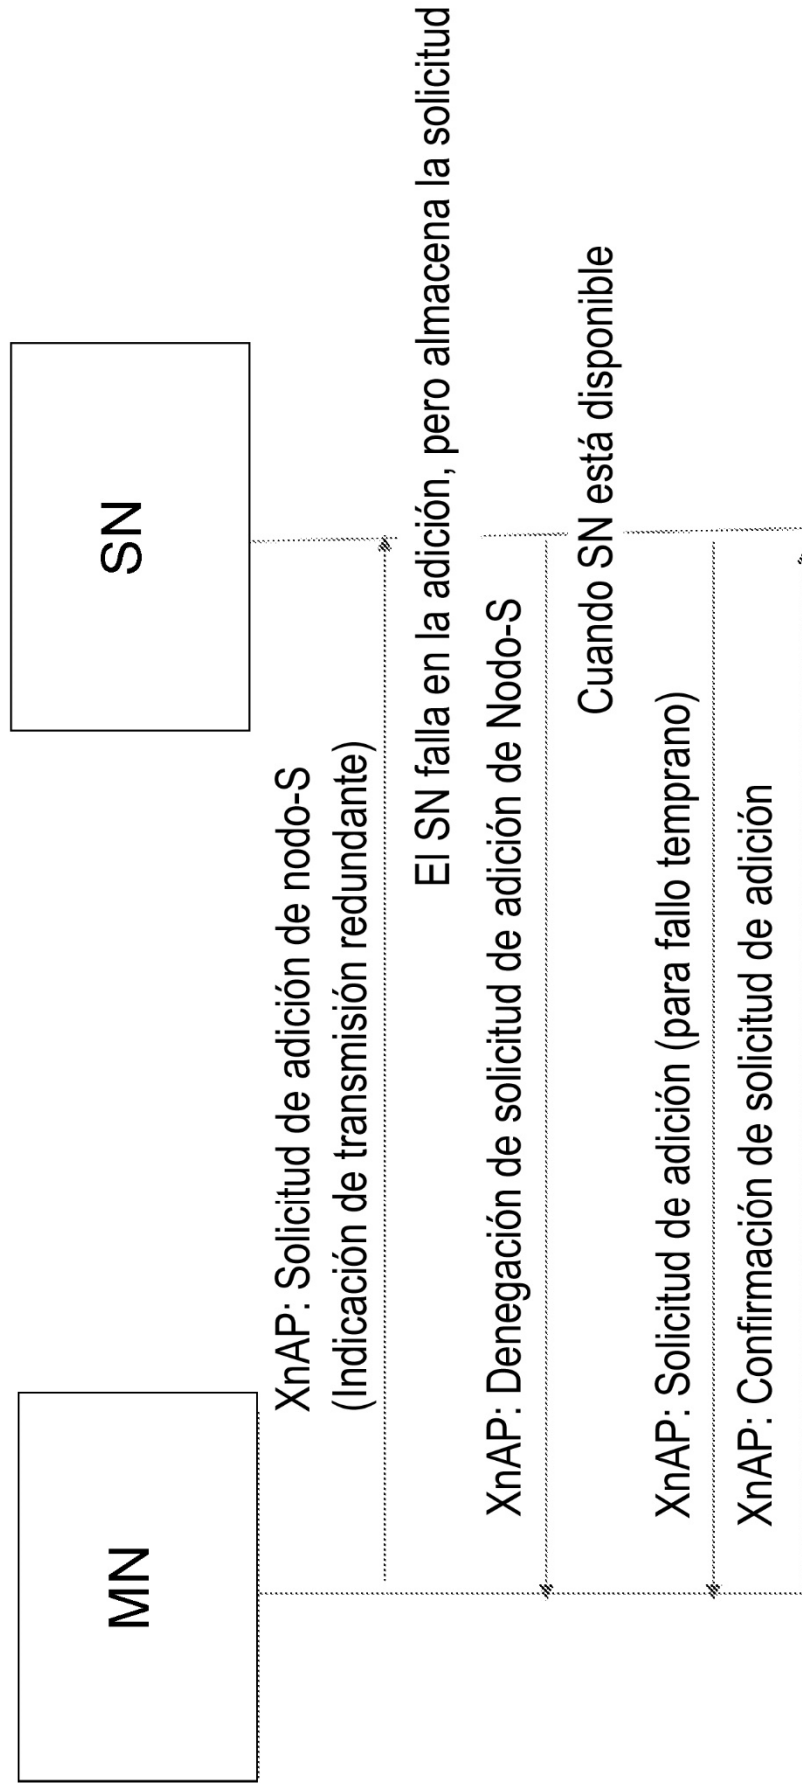 MN
SN
XnAP: Solicitud de adición de nodo-S
(Indicación de transmisión redundante)
El SN falla en la adición, pero almacena la solicitud
XnAP: Denegación de solicitud de adición de Nodo-S
Cuando SN está disponible
XnAP: Solicitud de adición (para fallo temprano)
XnAP: Confirmación de solicitud de adición